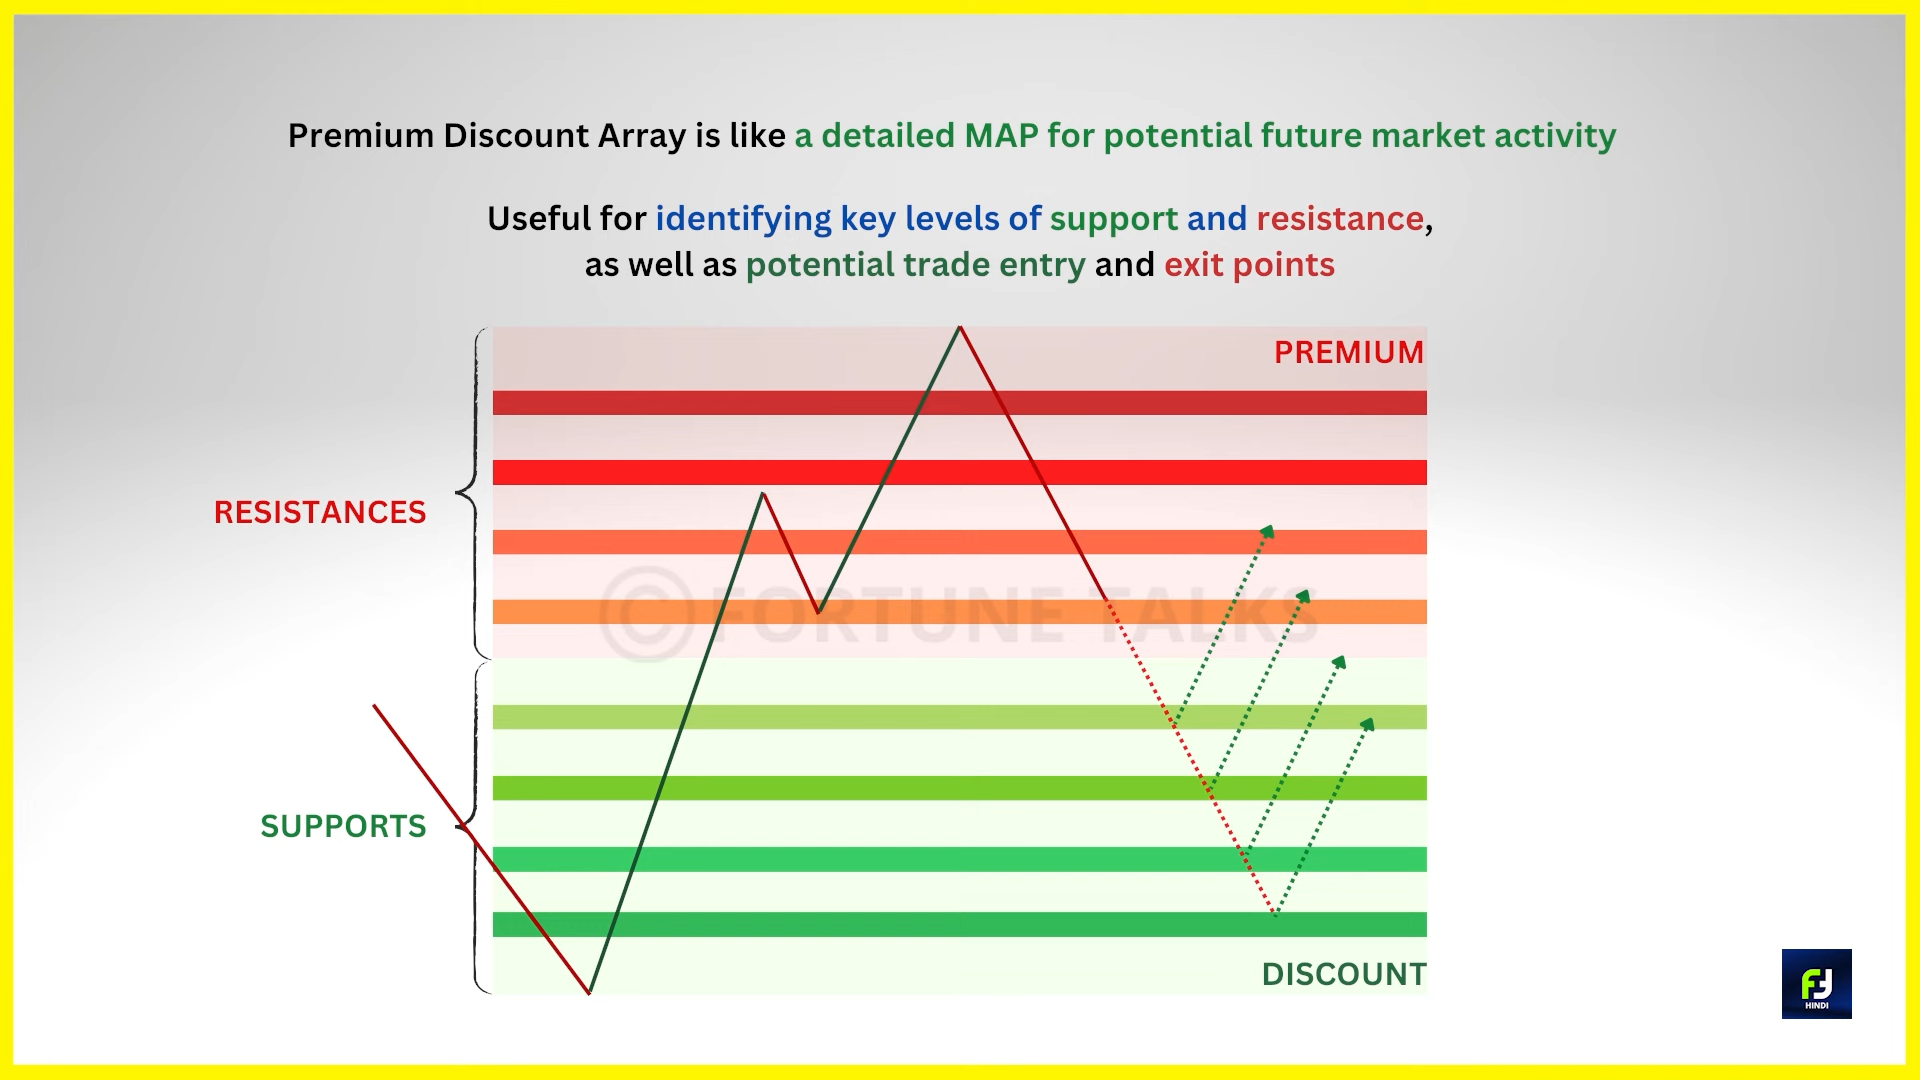 Premium Discount Array is like a detailed MAP for potential future market activity
Useful for identifying key levels of support and resistance,
as well as potential trade entry and exit points
PREMIUM
RESISTANCES
© FORTUNE TALKS
SUPPORTS
DISCOUNT
FT
HINDI